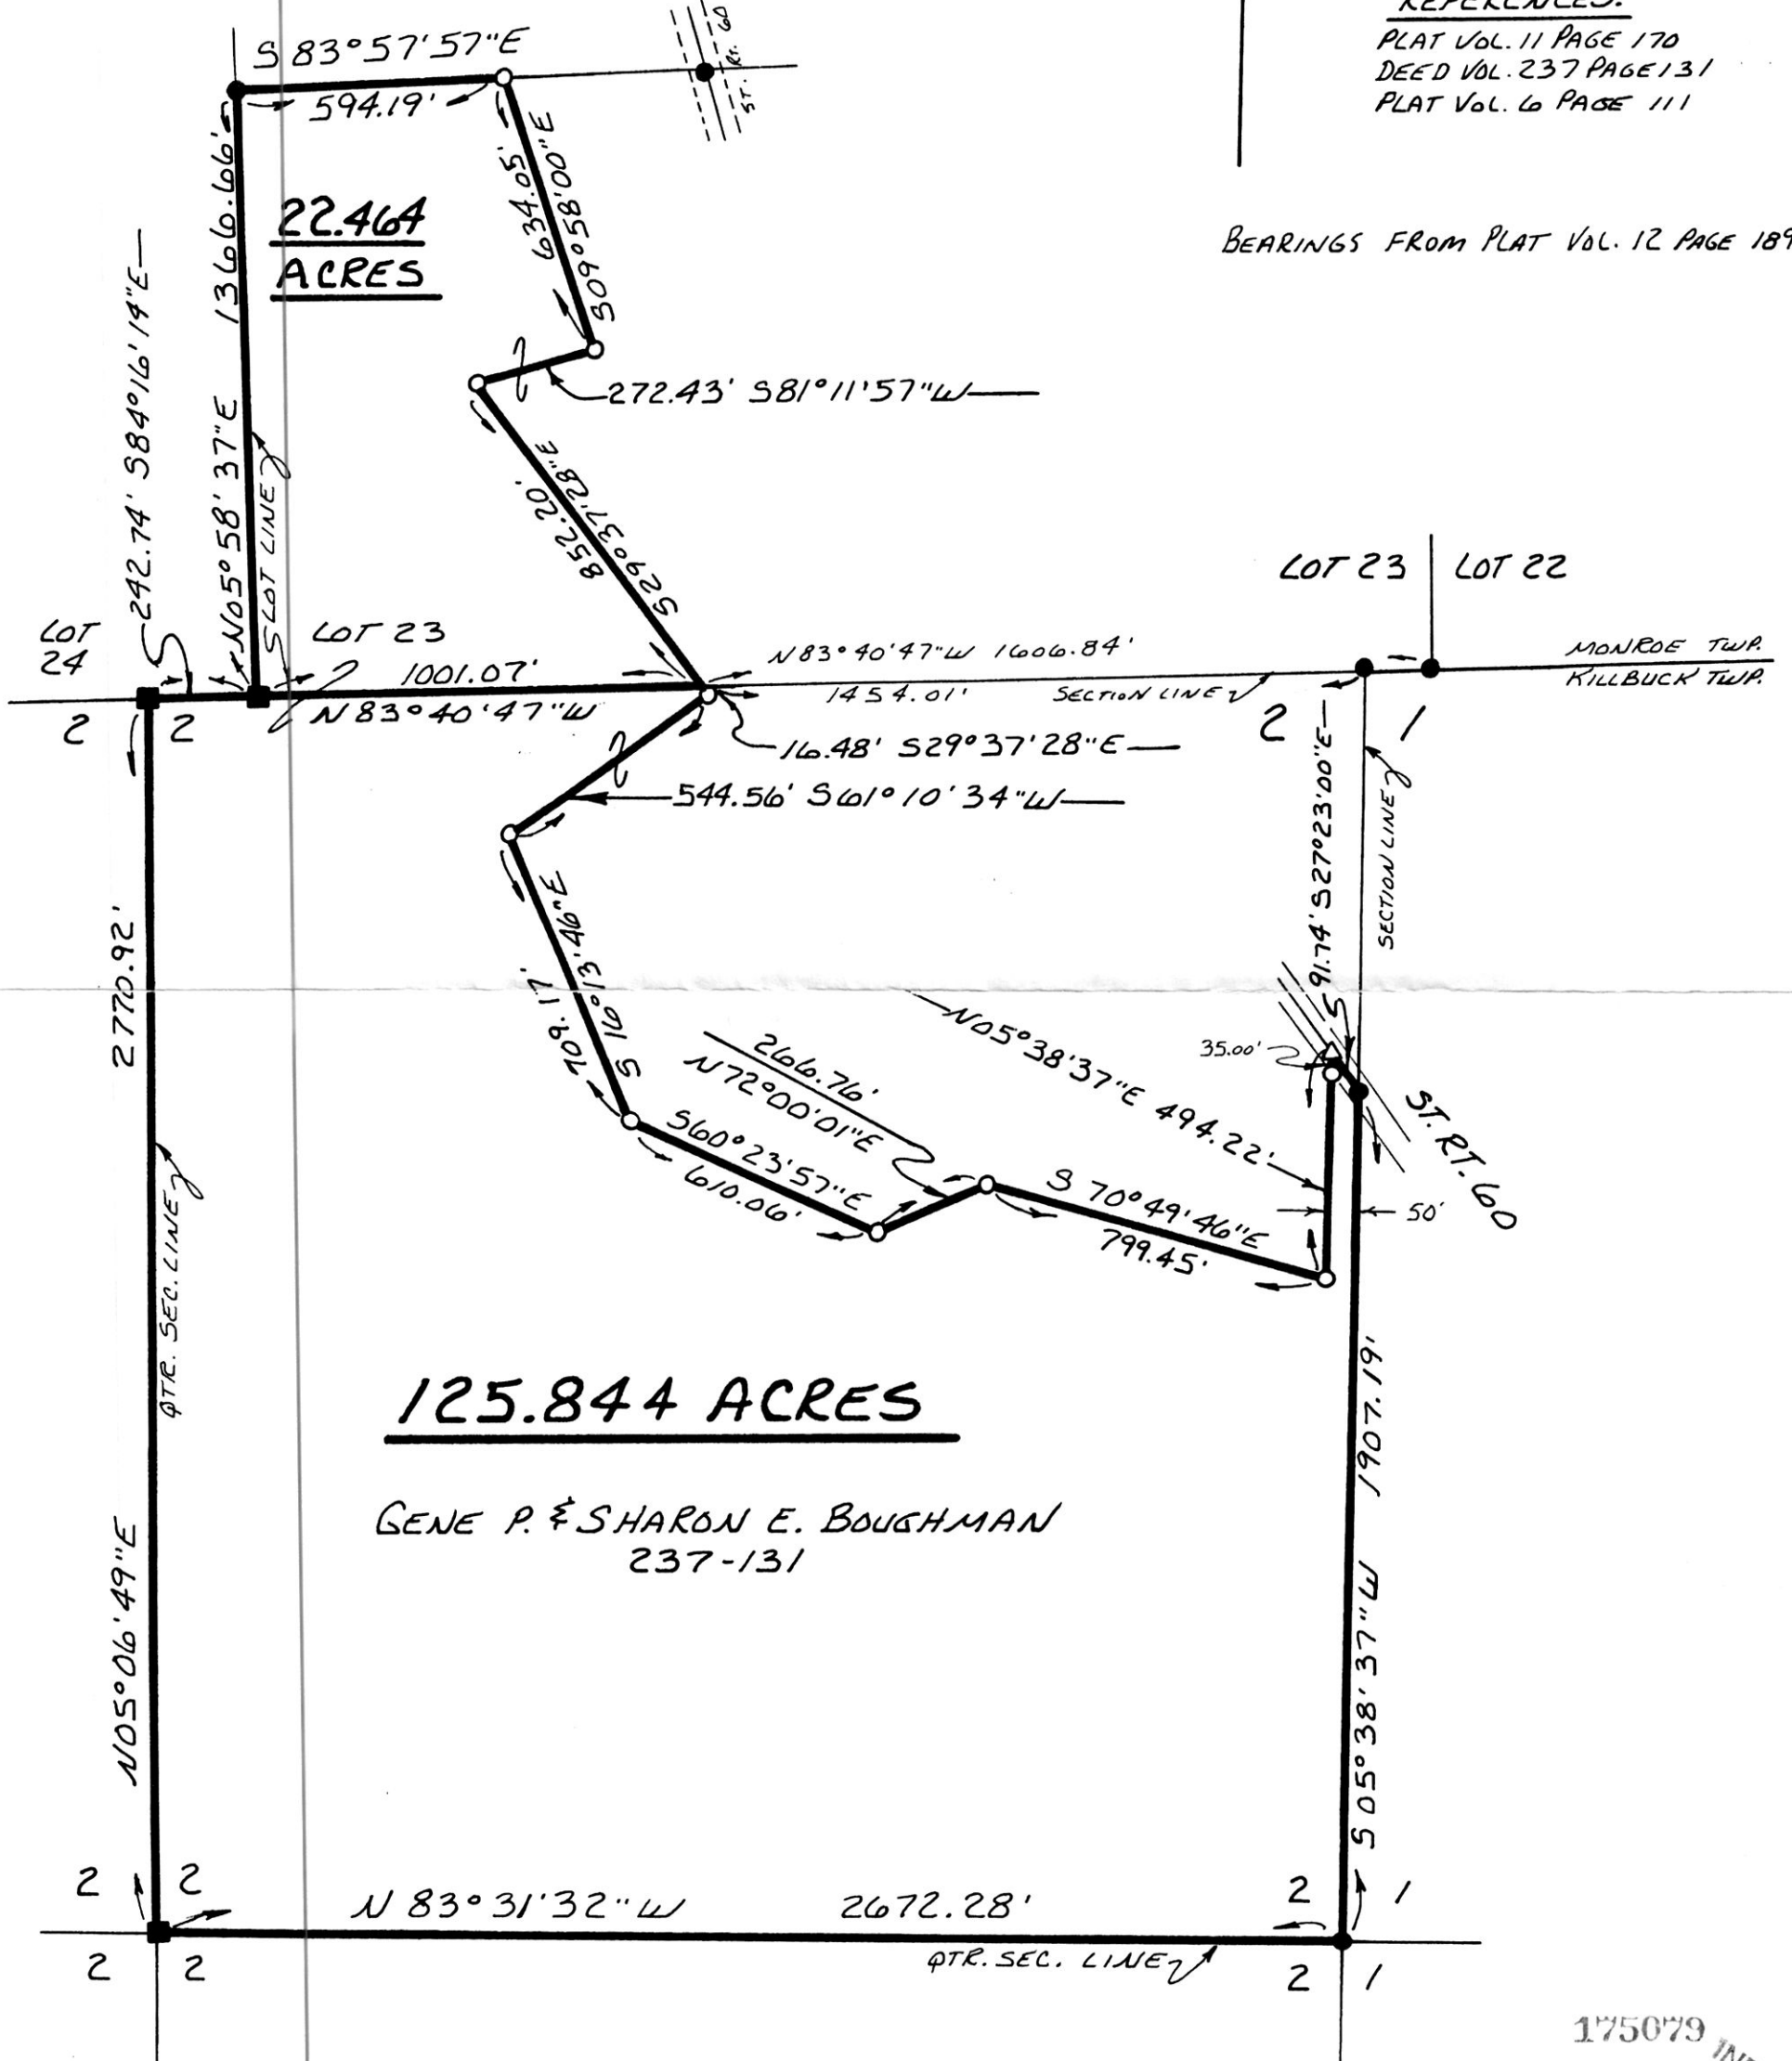 REFERENCES:
PLAT VOL. 11 PAGE 170
DEED VOL. 237 PAGE 131
PLAT VOL. 6 PAGE 111
BEARINGS FROM PLAT VOL. 12 PAGE 189
S 83°57'57"E
594.19'
ST. RT. 60
1366.66'
N05°58'37"E
LOT LINE
22.464
ACRES
634.05'
S09°58'00"E
272.43' S81°11'57"W
242.74' S84°16'14"E
852.20'
S29°37'28"E
LOT 23
LOT 22
LOT
24
LOT 23
1001.07'
N 83°40'47"W
N83°40'47"W 1606.84'
1454.01'
SECTION LINE
MONROE TWP.
KILLBUCK TWP.
2
2
2
1
16.48' S29°37'28"E
544.56' S61°10'34"W
91.74' S27°23'00"E
SECTION LINE
2770.92'
N05°06'49"E
QTR. SEC. LINE
709.17'
S 16°13'46"E
N05°38'37"E 494.22'
35.00'
266.76'
N72°00'01"E
S60°23'57"E
610.06'
S 70°49'46"E
799.45'
ST. RT. 60
50'
125.844 ACRES
GENE P. & SHARON E. BOUGHMAN
237-131
1907.19'
S 05°38'37"W
2
2
N 83°31'32"W 2672.28'
2
1
QTR. SEC. LINE
2
2
2
1
175079